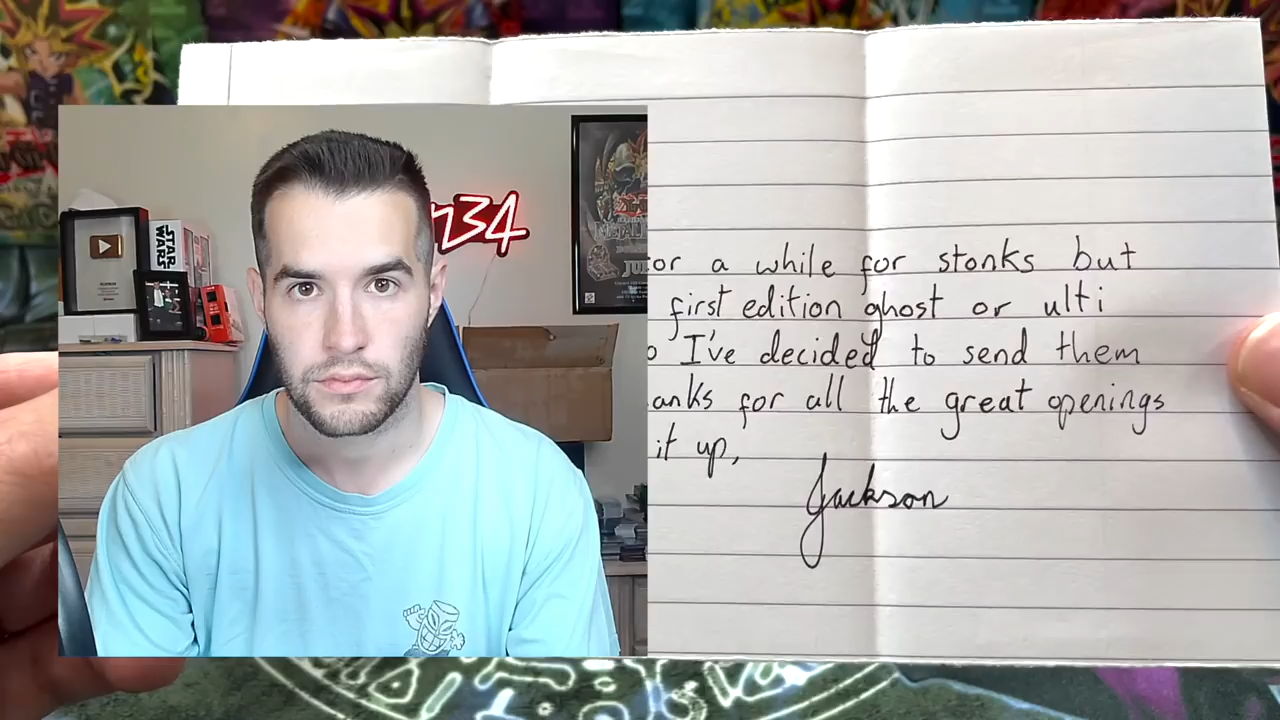 or a while for stonks but
first edition ghost or ulti
I've decided to send them
anks for all the great openings
it up,
Jackson
34
STAR
WARS